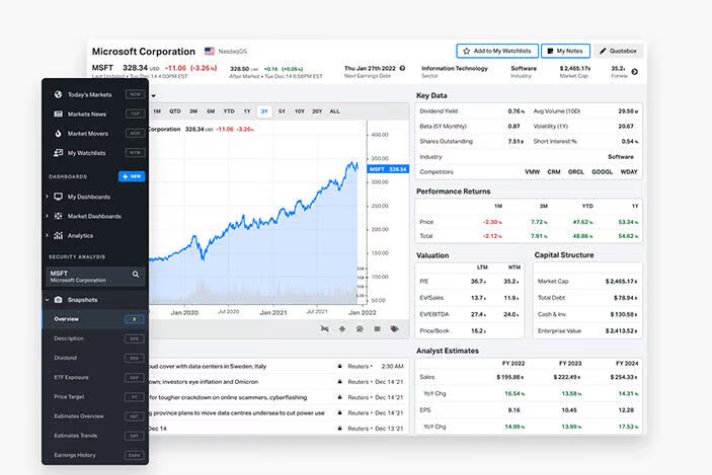 Microsoft Corporation NasdaqGS
Add to My Watchlists My Notes Quotebox
MSFT 328.34 USD -11.06 (-3.26%) 328.50 +0.16 Thu Jan 27th 2022 Information Technology Software $2,465.17B 35.2x
Last Updated • Tue Dec 14 4:00PM EST After Market • Tue Dec 14 6:58PM EST Next Earnings Date Sector Industry Market Cap
Today's Markets
Markets News TOP
Market Movers
My Watchlists
DASHBOARDS + NEW
My Dashboards
Market Dashboards
Analytics
SECURITY ANALYSIS
MSFT
Microsoft Corporation
Snapshots
Overview
Description DES
Dividend
ETF Exposure
Price Target PT
Estimates Overview
Estimates Trends
Earnings History
1M QTD 3M 6M YTD 1Y 3Y 5Y 10Y 20Y ALL
Corporation 328.34 -11.06 -3.26%
400.00
350.00
MSFT 328.34
300.00
250.00
200.00
150.00
100.00
50.00
Jan 2020 Jul 2020 Jan 2021 Jul 2021 Jan 2022
cover with data centers in Sweden, Italy Reuters • 2:30 AM
investors eye inflation and Omicron Reuters • Dec 14 '21
for tougher crackdown on online scammers, cyberflashing Reuters • Dec 14 '21
province plans to move data centres undersea to cut power use Reuters • Dec 14 '21
Dec 14 Reuters • Dec 13 '21
Key Data
Dividend Yield 0.76% Avg Volume (10D) 29.58M
Beta (5Y Monthly) 0.87 Volatility (1Y) 20.67
Shares Outstanding 7.51B Short Interest % 0.54%
Industry Software
Competitors VMW CRM ORCL GOOGL WDAY
Performance Returns
1M 3M YTD 1Y
Price -2.30% 7.72% 47.62% 53.34%
Total -2.12% 7.91% 48.86% 54.62%
Valuation
LTM NTM
P/E 36.7x 35.2x
EV/Sales 13.7x 11.9x
EV/EBITDA 27.4x 24.0x
Price/Book 15.2x
Capital Structure
Market Cap $2,465.17B
Total Debt $78.94B
Cash & Inv. $130.58B
Enterprise Value $2,413.52B
Analyst Estimates
FY 2022 FY 2023 FY 2024
Sales $195.88B $222.49B $254.33B
YoY Chg 16.54% 13.58% 14.31%
EPS 9.16 10.45 12.28
YoY Chg 14.99% 13.99% 17.53%